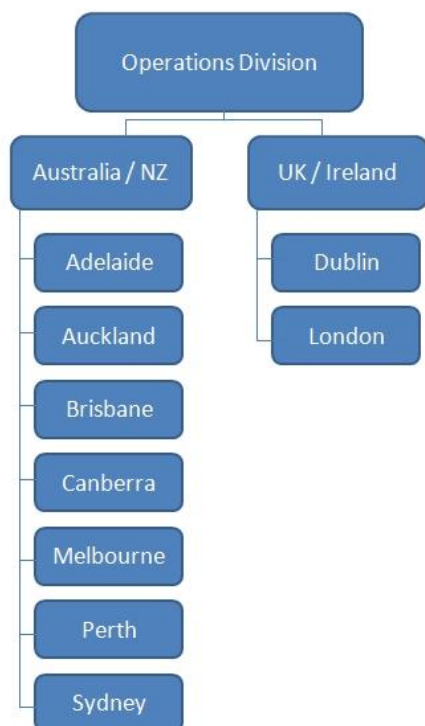 Operations Division
Australia / NZ
UK / Ireland
Adelaide
Auckland
Brisbane
Canberra
Melbourne
Perth
Sydney
Dublin
London